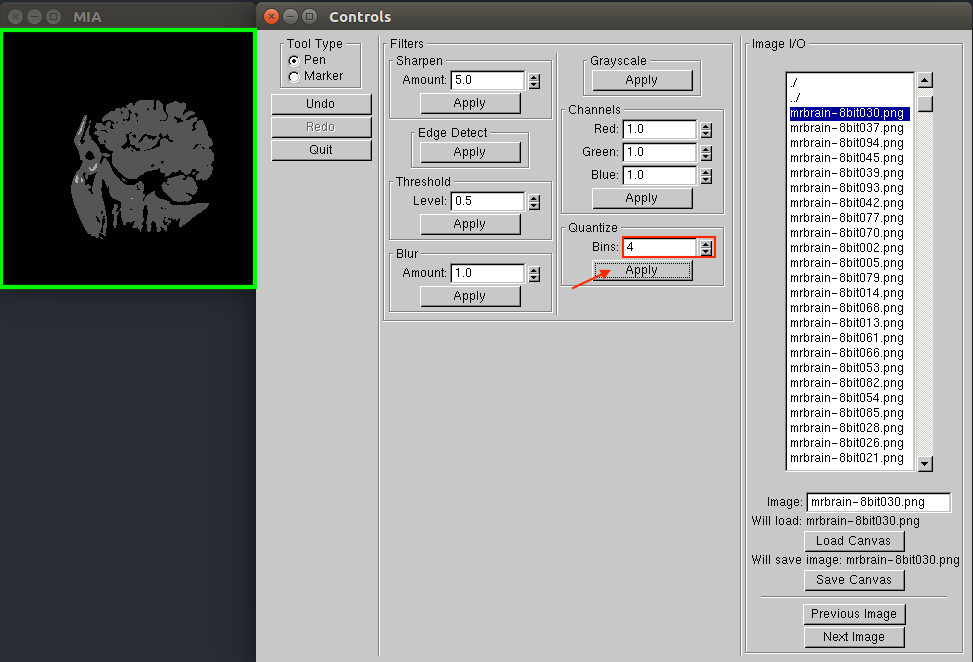 MIA
Controls
Tool Type
Pen
Marker
Undo
Redo
Quit
Filters
Sharpen
Amount: 5.0
Apply
Edge Detect
Apply
Threshold
Level: 0.5
Apply
Blur
Amount: 1.0
Apply
Grayscale
Apply
Channels
Red: 1.0
Green: 1.0
Blue: 1.0
Apply
Quantize
Bins: 4
Apply
Image I/O
./
../
mrbrain-8bit030.png
mrbrain-8bit037.png
mrbrain-8bit094.png
mrbrain-8bit045.png
mrbrain-8bit039.png
mrbrain-8bit093.png
mrbrain-8bit042.png
mrbrain-8bit077.png
mrbrain-8bit070.png
mrbrain-8bit002.png
mrbrain-8bit005.png
mrbrain-8bit079.png
mrbrain-8bit014.png
mrbrain-8bit068.png
mrbrain-8bit013.png
mrbrain-8bit061.png
mrbrain-8bit066.png
mrbrain-8bit053.png
mrbrain-8bit082.png
mrbrain-8bit054.png
mrbrain-8bit085.png
mrbrain-8bit028.png
mrbrain-8bit026.png
mrbrain-8bit021.png
Image: mrbrain-8bit030.png
Will load: mrbrain-8bit030.png
Load Canvas
Will save image: mrbrain-8bit030.png
Save Canvas
Previous Image
Next Image